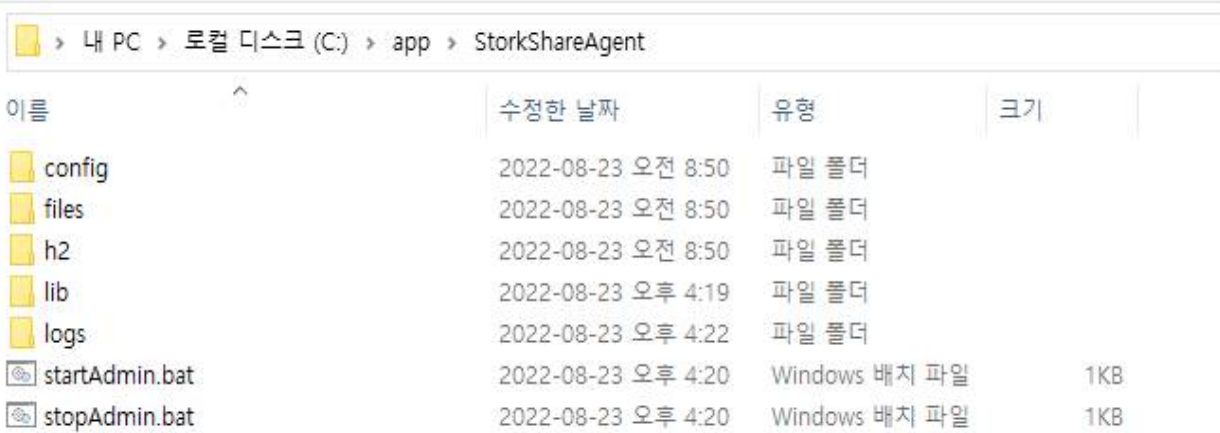 내 PC > 로컬 디스크 (C:) > app > StorkShareAgent
이름 수정한 날짜 유형 크기
config 2022-08-23 오전 8:50 파일 폴더
files 2022-08-23 오전 8:50 파일 폴더
h2 2022-08-23 오전 8:50 파일 폴더
lib 2022-08-23 오후 4:19 파일 폴더
logs 2022-08-23 오후 4:22 파일 폴더
startAdmin.bat 2022-08-23 오후 4:20 Windows 배치 파일 1KB
stopAdmin.bat 2022-08-23 오후 4:20 Windows 배치 파일 1KB